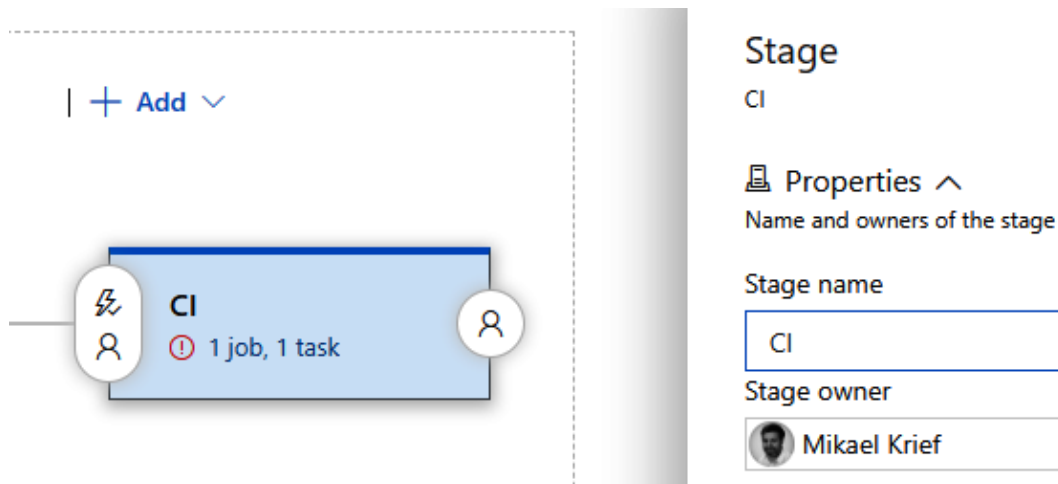 + Add
CI
1 job, 1 task
Stage
CI
Properties
Name and owners of the stage
Stage name
CI
Stage owner
Mikael Krief